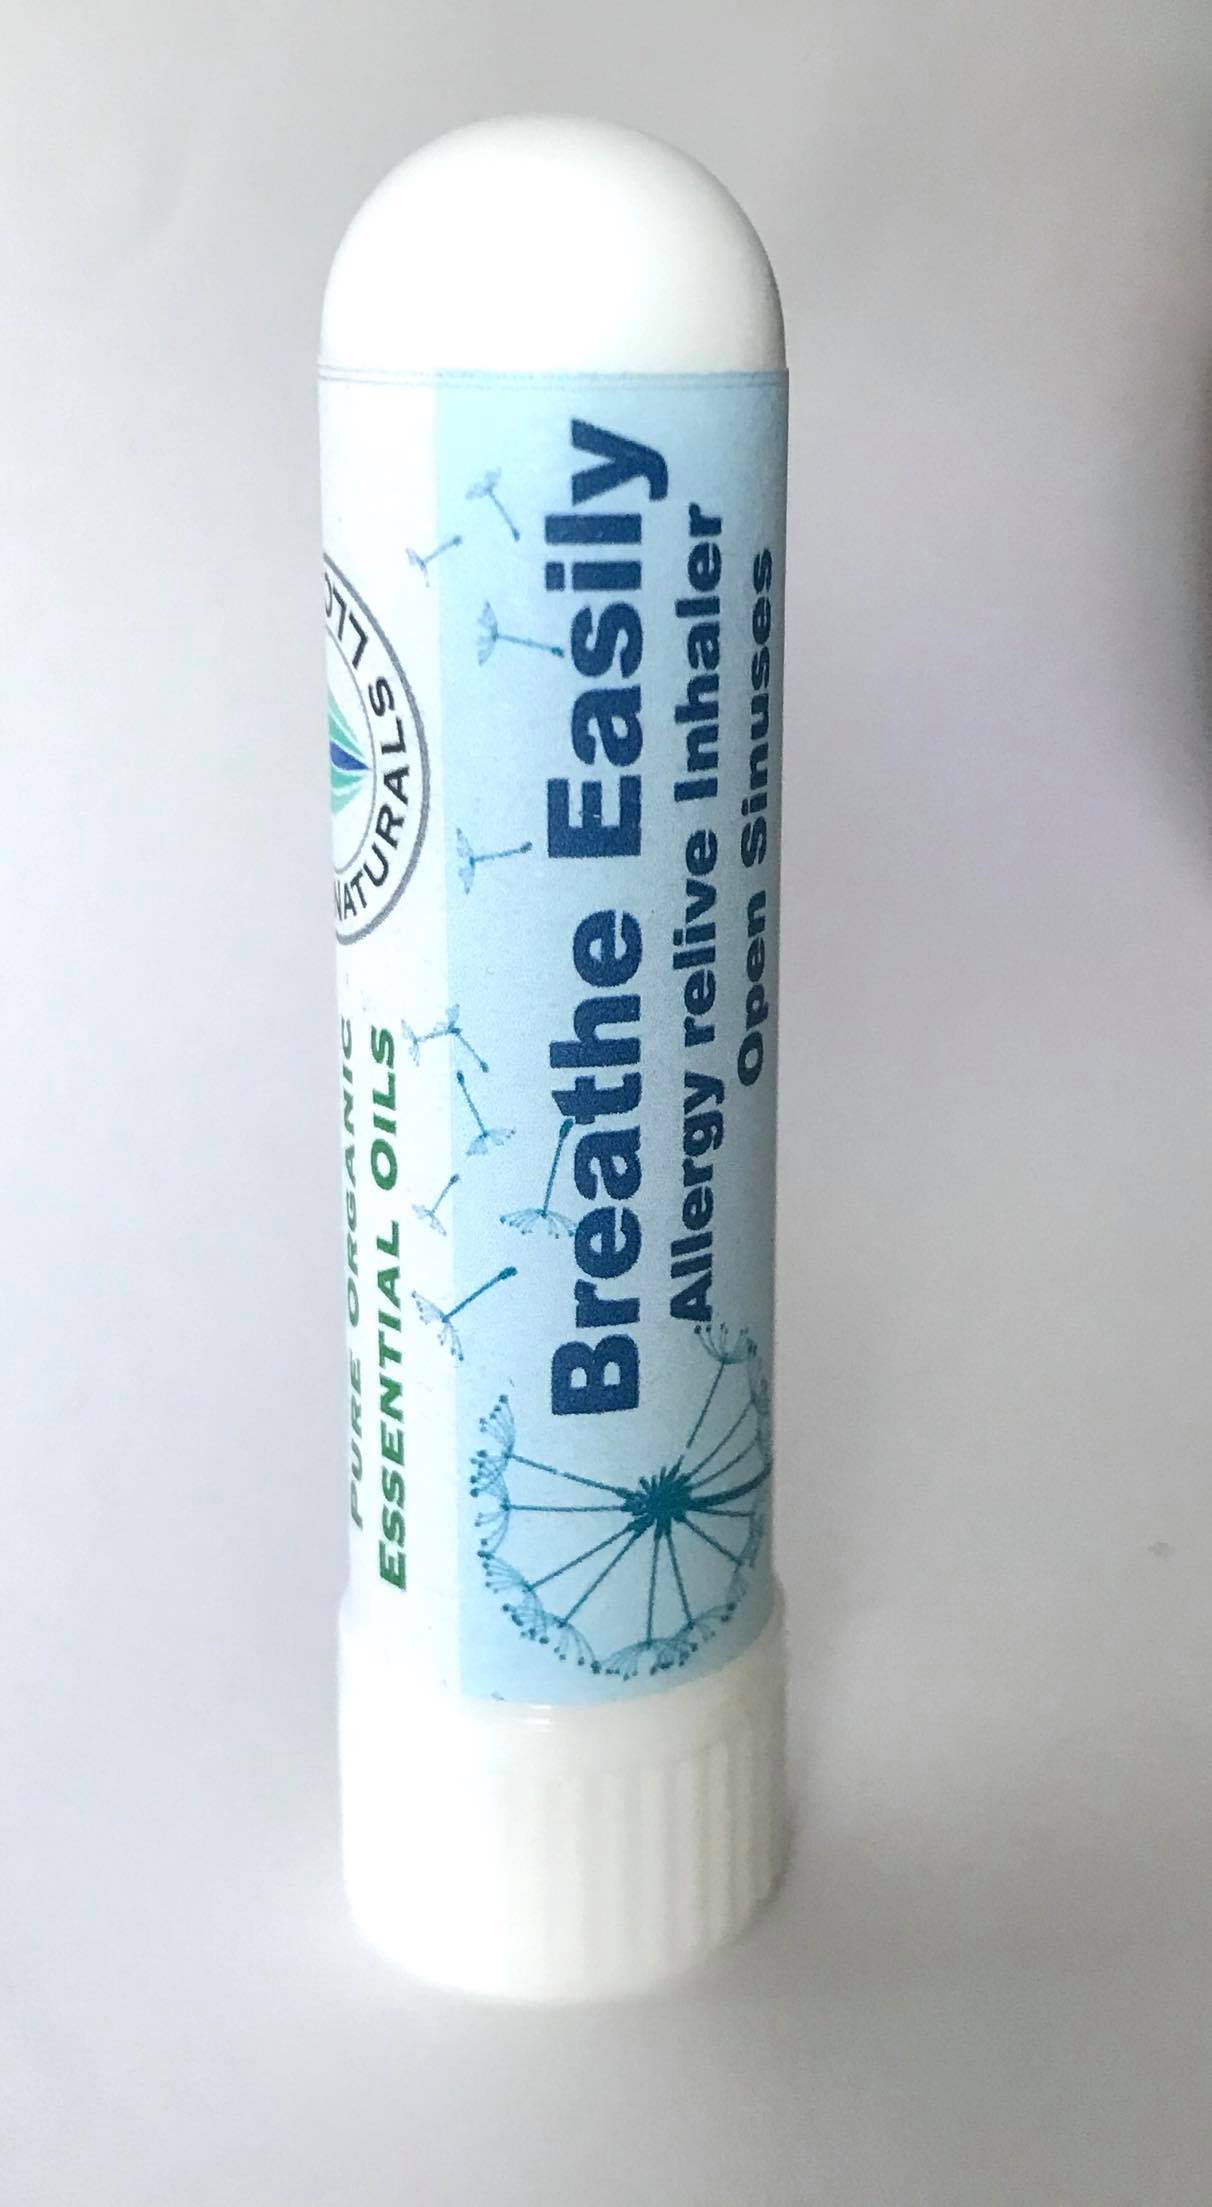 Breathe Easily
Allergy relive Inhaler
Open Sinuses
PURE ORGANIC
ESSENTIAL OILS
NATURALS